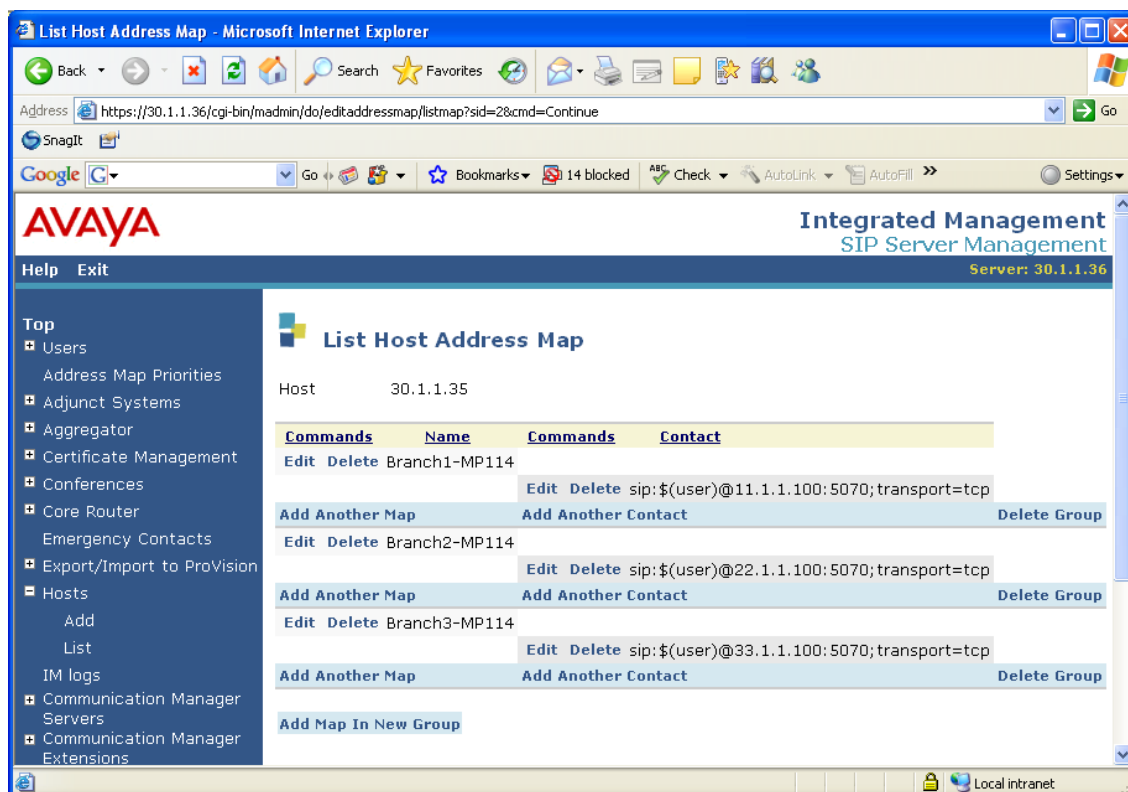 List Host Address Map - Microsoft Internet Explorer
Back Search Favorites
Address https://30.1.1.36/cgi-bin/madmin/do/editaddressmap/listmap?sid=2&cmd=Continue Go
SnagIt
Google G Go Bookmarks 14 blocked ABC Check AutoLink AutoFill >> Settings
AVAYA
Integrated Management
SIP Server Management
Help Exit Server: 30.1.1.36
Top
Users
Address Map Priorities
Adjunct Systems
Aggregator
Certificate Management
Conferences
Core Router
Emergency Contacts
Export/Import to ProVision
Hosts
Add
List
IM logs
Communication Manager
Servers
Communication Manager
Extensions
List Host Address Map
Host 30.1.1.35
Commands Name Commands Contact
Edit Delete Branch1-MP114
Edit Delete sip:$(user)@11.1.1.100:5070;transport=tcp
Add Another Map Add Another Contact Delete Group
Edit Delete Branch2-MP114
Edit Delete sip:$(user)@22.1.1.100:5070;transport=tcp
Add Another Map Add Another Contact Delete Group
Edit Delete Branch3-MP114
Edit Delete sip:$(user)@33.1.1.100:5070;transport=tcp
Add Another Map Add Another Contact Delete Group
Add Map In New Group
Local intranet